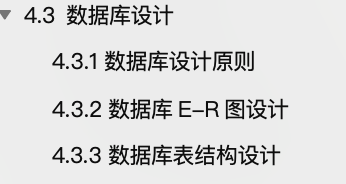 4.3 数据库设计
4.3.1 数据库设计原则
4.3.2 数据库 E-R 图设计
4.3.3 数据库表结构设计